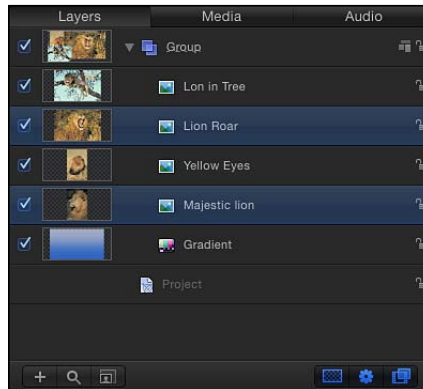 Layers Media Audio
Group
Lon in Tree
Lion Roar
Yellow Eyes
Majestic lion
Gradient
Project